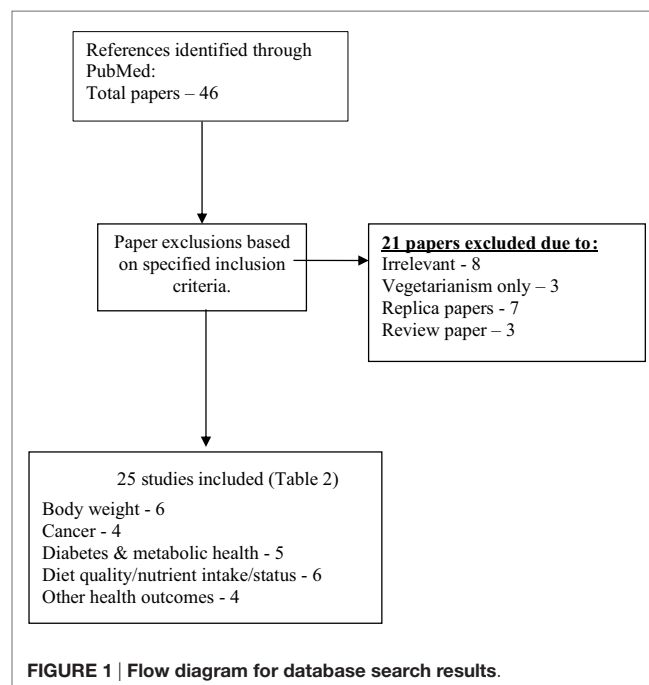 References identified through
PubMed:
Total papers – 46
Paper exclusions based
on specified inclusion
criteria.
21 papers excluded due to:
Irrelevant - 8
Vegetarianism only – 3
Replica papers - 7
Review paper – 3
25 studies included (Table 2)
Body weight - 6
Cancer - 4
Diabetes & metabolic health - 5
Diet quality/nutrient intake/status - 6
Other health outcomes - 4
FIGURE 1 | Flow diagram for database search results.